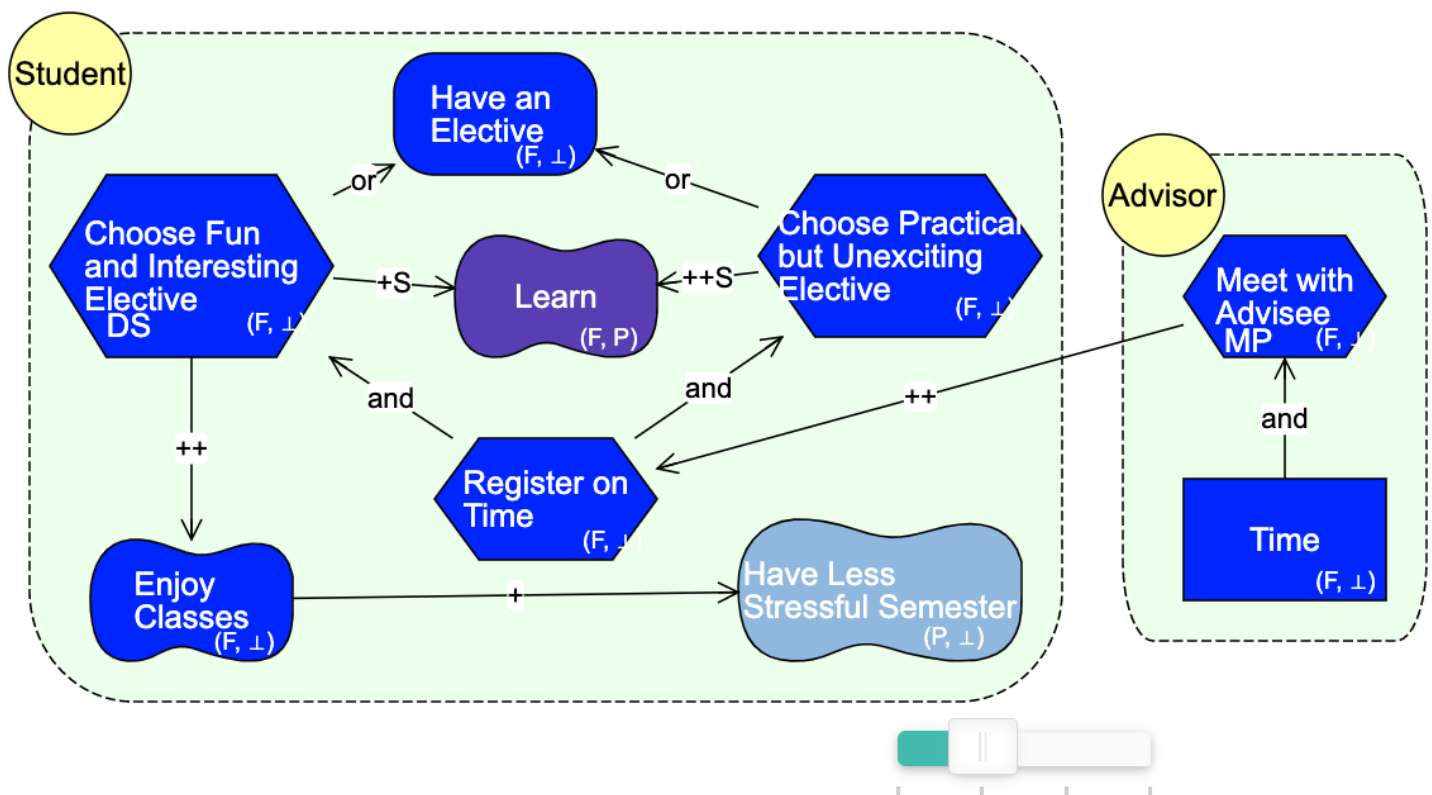 Student
Have an
Elective
(F, ⊥)
or
or
Advisor
Choose Fun
and Interesting
Elective
DS
(F, ⊥)
+S
Learn
(F, P)
++S
Choose Practical
but Unexciting
Elective
(F, ⊥)
Meet with
Advisee
MP
(F, ⊥)
and
and
++
and
++
Register on
Time
(F, ⊥)
Time
(F, ⊥)
Enjoy
Classes
(F, ⊥)
+
Have Less
Stressful Semester
(P, ⊥)